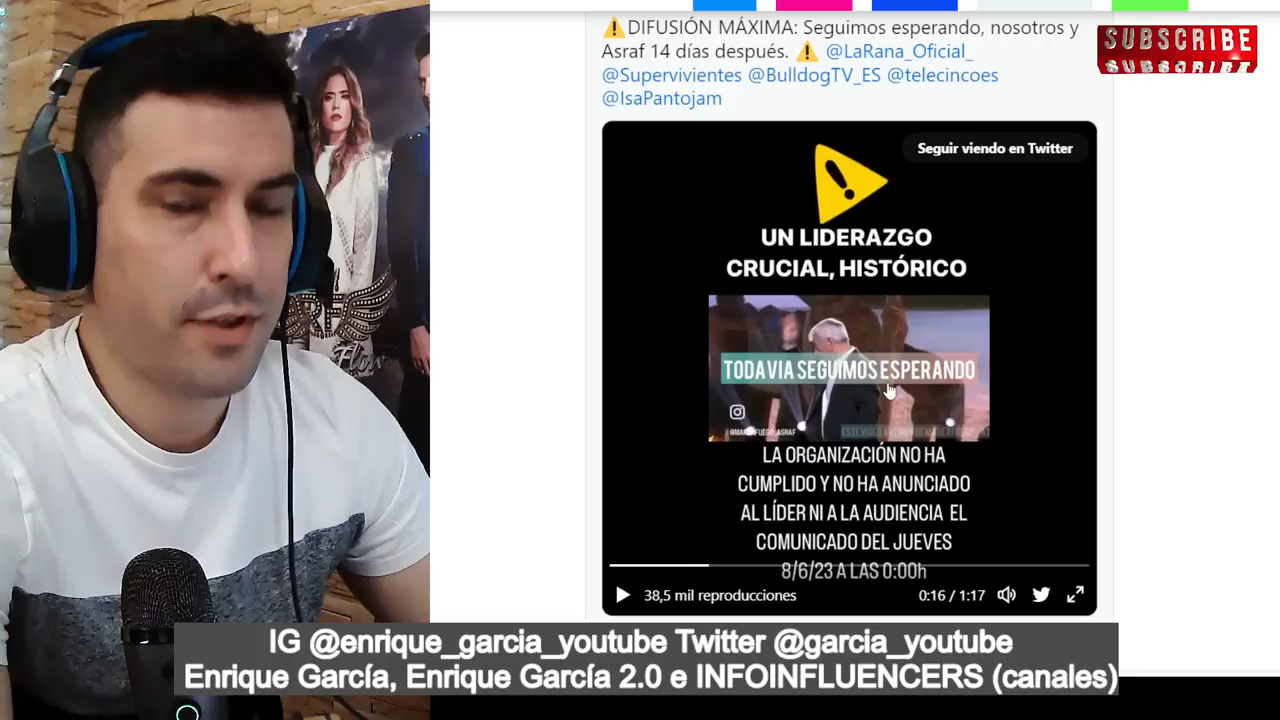 ⚠️DIFUSIÓN MÁXIMA: Seguimos esperando, nosotros y
Asraf 14 días después. ⚠️ @LaRana_Oficial_
@Supervivientes @BulldogTV_ES @telecincoes
@IsaPantojam
SUBSCRIBE
Seguir viendo en Twitter
UN LIDERAZGO
CRUCIAL, HISTÓRICO
TODAVIA SEGUIMOS ESPERANDO
LA ORGANIZACIÓN NO HA
CUMPLIDO Y NO HA ANUNCIADO
AL LÍDER NI A LA AUDIENCIA EL
COMUNICADO DEL JUEVES
8/6/23 A LAS 0:00h
38,5 mil reproducciones
0:16 / 1:17
Flow
IG @enrique_garcia_youtube Twitter @garcia_youtube
Enrique García, Enrique García 2.0 e INFOINFLUENCERS (canales)